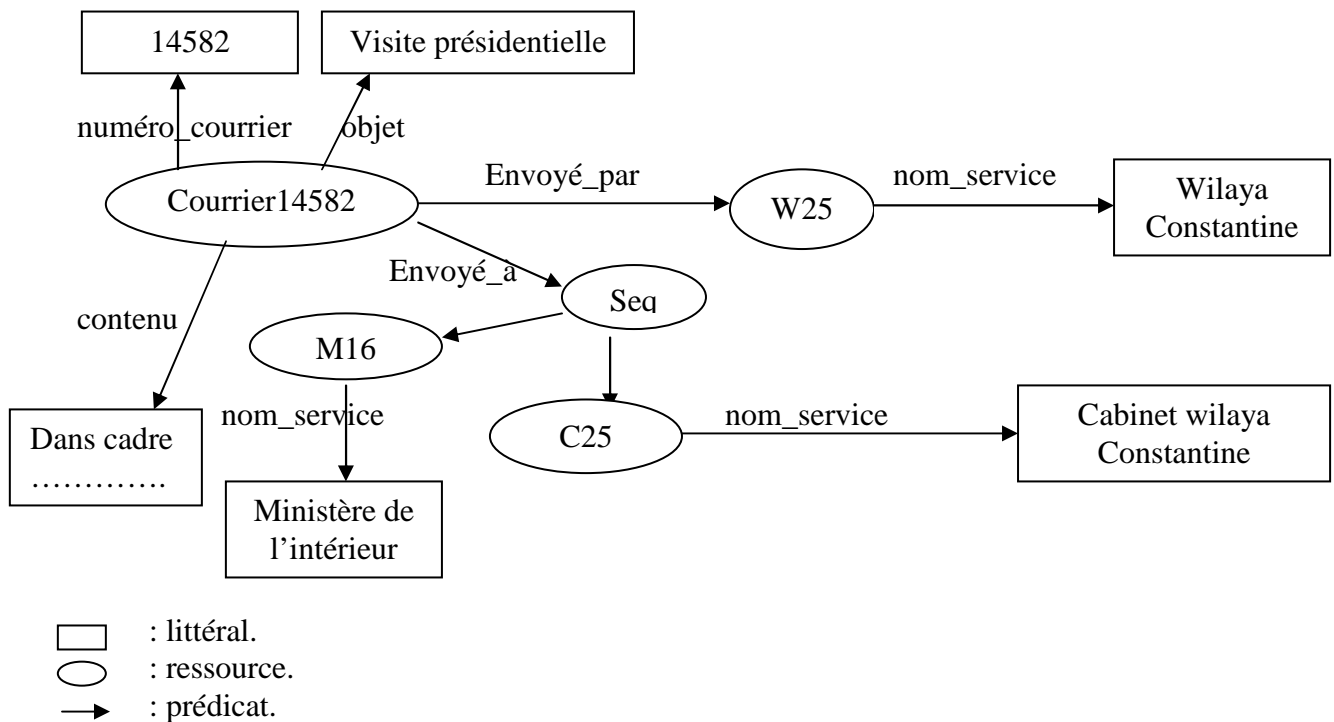 14582
Visite présidentielle
numéro_courrier
objet
Courrier14582
Envoyé_par
W25
nom_service
Wilaya
Constantine
Envoyé_à
Seq
contenu
M16
nom_service
C25
nom_service
Cabinet wilaya
Constantine
Dans cadre
………….
Ministère de
l’intérieur
: littéral.
: ressource.
: prédicat.